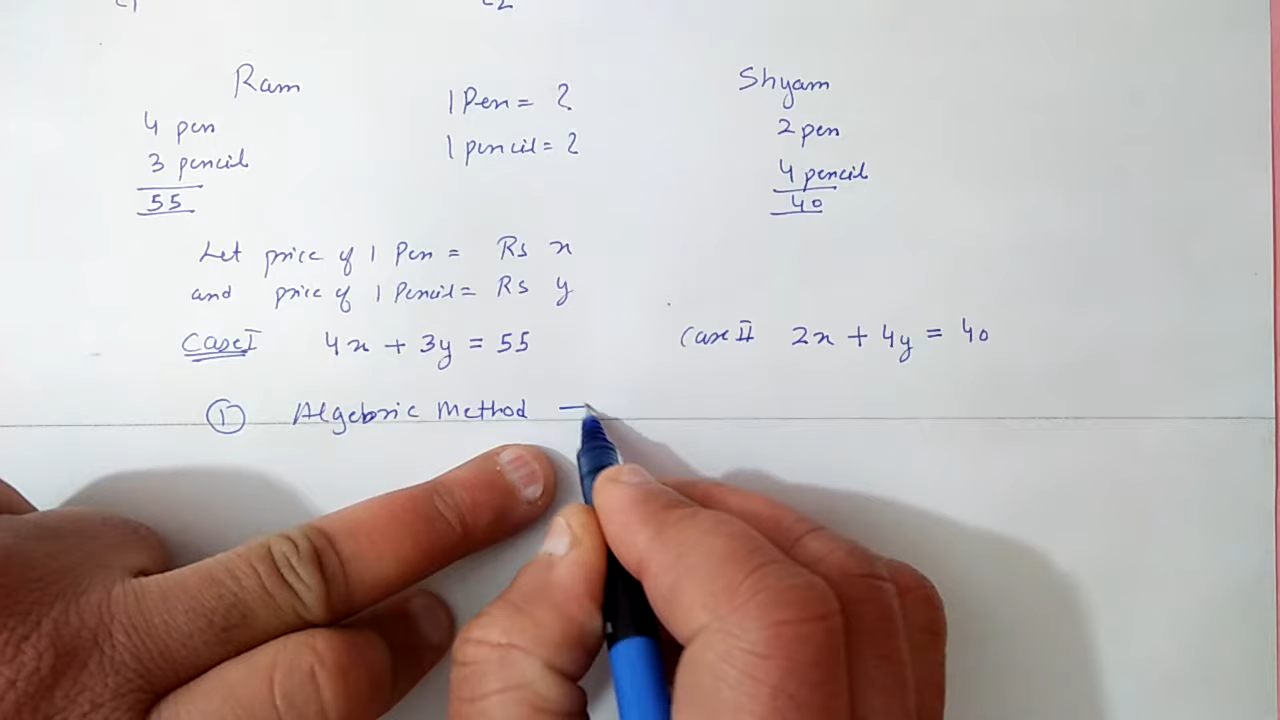 Ram
4 pen
3 pencil
55
1 Pen = 2
1 pencil = 2
Shyam
2 pen
4 pencil
40
Let price of 1 Pen = Rs x
and price of 1 Pencil = Rs y
Case I 4x + 3y = 55
Case II 2x + 4y = 40
① Algebric Method —